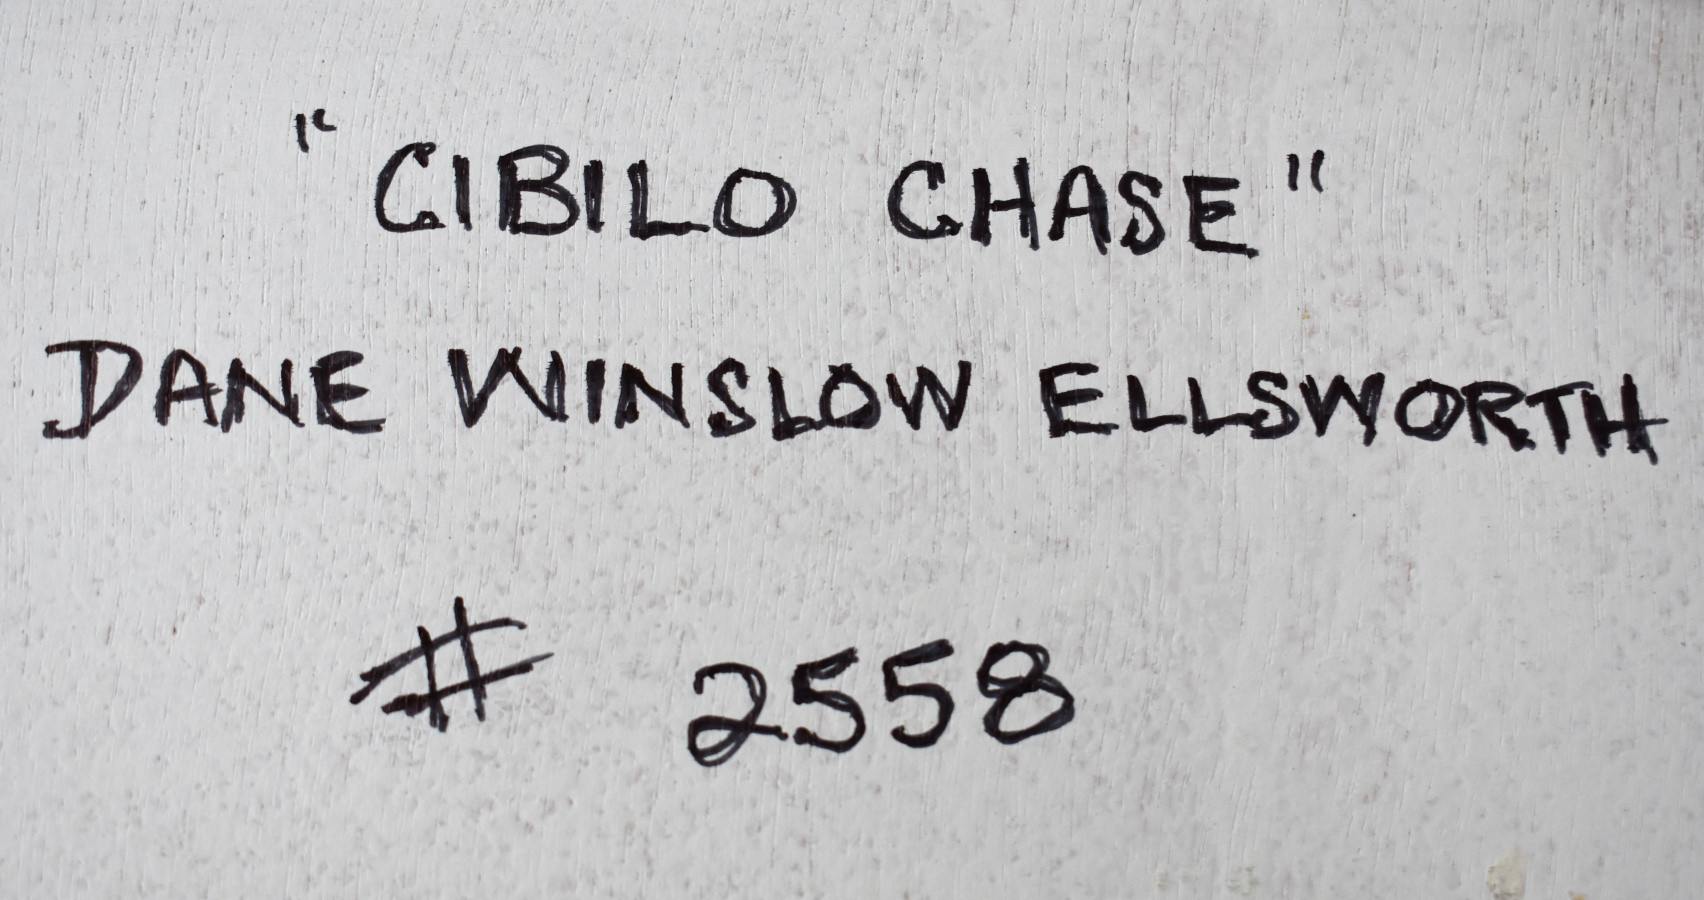 "CIBILO CHASE"
DANE WINSLOW ELLSWORTH
# 2558